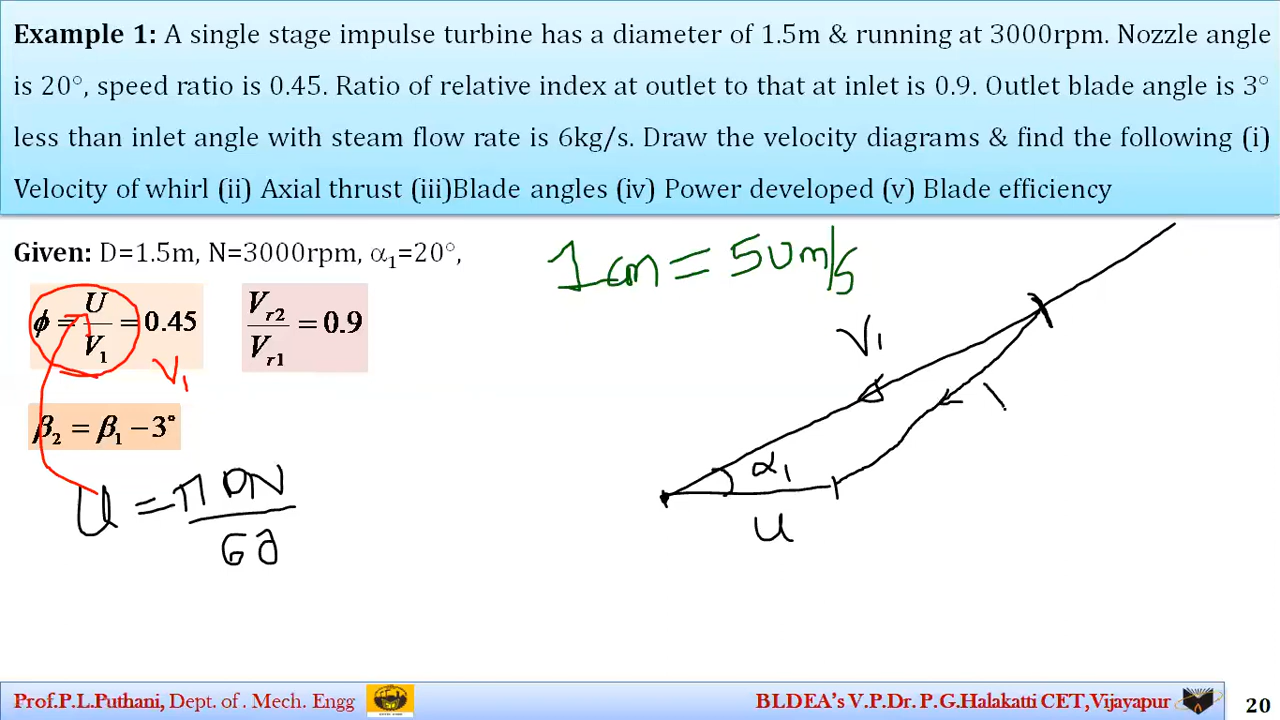 Example 1: A single stage impulse turbine has a diameter of 1.5m & running at 3000rpm. Nozzle angle
is 20°, speed ratio is 0.45. Ratio of relative index at outlet to that at inlet is 0.9. Outlet blade angle is 3°
less than inlet angle with steam flow rate is 6kg/s. Draw the velocity diagrams & find the following (i)
Velocity of whirl (ii) Axial thrust (iii)Blade angles (iv) Power developed (v) Blade efficiency
Given: D=1.5m, N=3000rpm, α₁=20°,
1 cm = 50m/s
ϕ = U/V₁ = 0.45
V₁
Vr2/Vr1 = 0.9
β₂ = β₁ − 3°
U = πDN/60
V₁
α₁
U
Prof.P.L.Puthani, Dept. of . Mech. Engg
BLDEA's V.P.Dr. P.G.Halakatti CET,Vijayapur
20